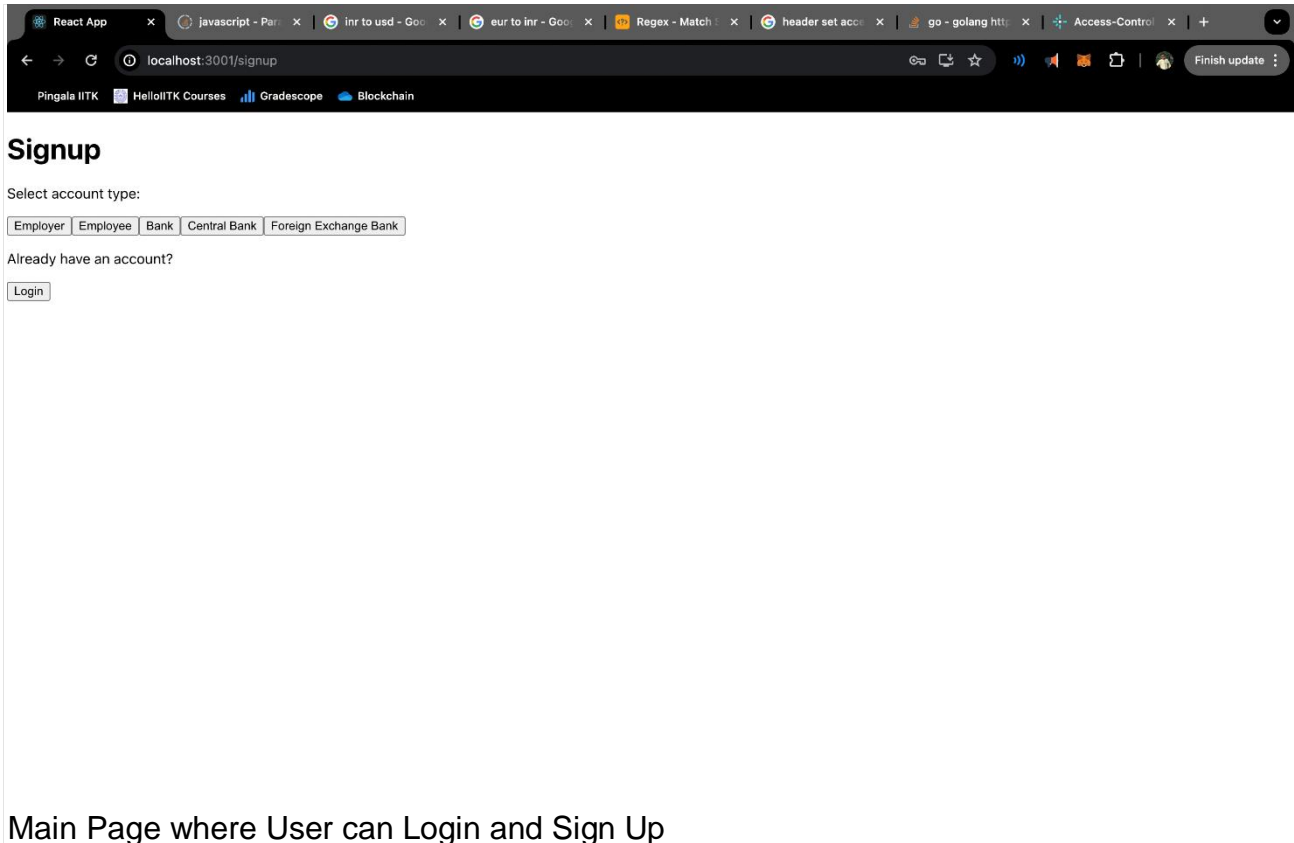 React App javascript - Par inr to usd - Goo eur to inr - Goo Regex - Match header set acce go - golang http Access-Control
localhost:3001/signup Finish update
Pingala IITK HelloIITK Courses Gradescope Blockchain
Signup
Select account type:
Employer Employee Bank Central Bank Foreign Exchange Bank
Already have an account?
Login
Main Page where User can Login and Sign Up